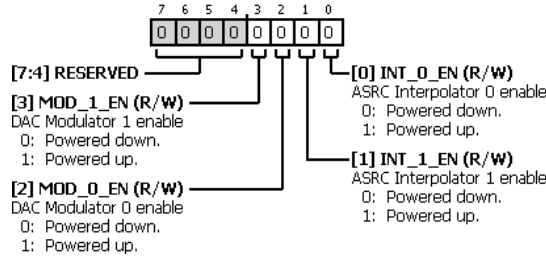 7 6 5 4 3 2 1 0
0 0 0 0 0 0 0 0
[7:4] RESERVED
[3] MOD_1_EN (R/W)
DAC Modulator 1 enable
0: Powered down.
1: Powered up.
[2] MOD_0_EN (R/W)
DAC Modulator 0 enable
0: Powered down.
1: Powered up.
[0] INT_0_EN (R/W)
ASRC Interpolator 0 enable
0: Powered down.
1: Powered up.
[1] INT_1_EN (R/W)
ASRC Interpolator 1 enable
0: Powered down.
1: Powered up.